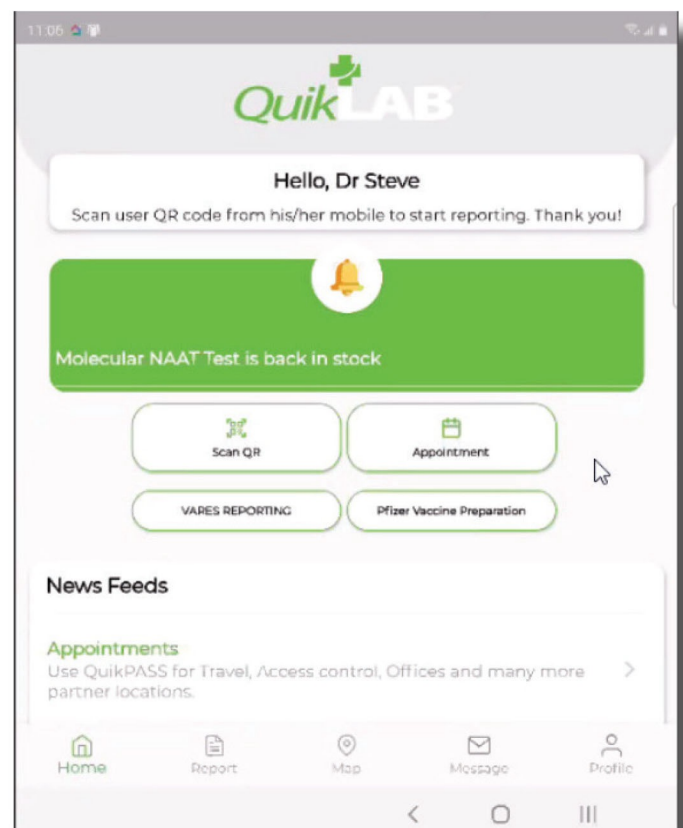 11:06
QuikLAB
Hello, Dr Steve
Scan user QR code from his/her mobile to start reporting. Thank you!
Molecular NAAT Test is back in stock
Scan QR
Appointment
VARES REPORTING
Pfizer Vaccine Preparation
News Feeds
Appointments
Use QuikPASS for Travel, Access control, Offices and many more
partner locations.
Home
Report
Map
Message
Profile